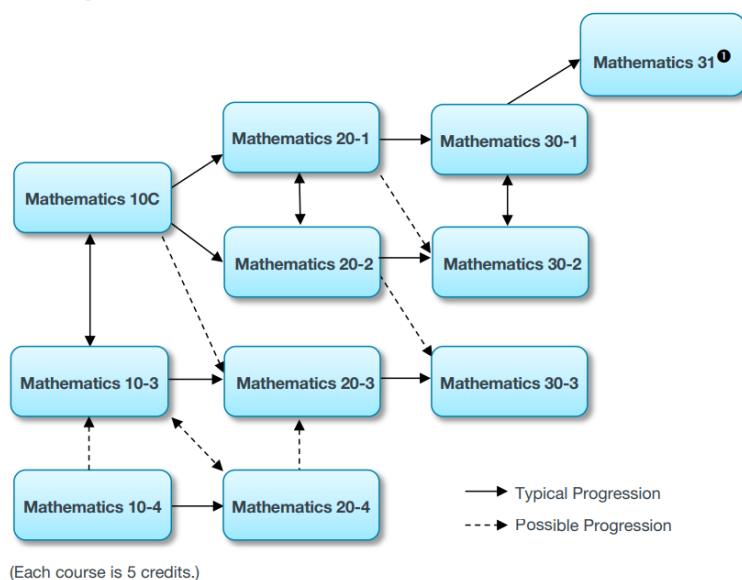 Mathematics 31❶
Mathematics 20-1
Mathematics 30-1
Mathematics 10C
Mathematics 20-2
Mathematics 30-2
Mathematics 10-3
Mathematics 20-3
Mathematics 30-3
Mathematics 10-4
Mathematics 20-4
Typical Progression
Possible Progression
(Each course is 5 credits.)